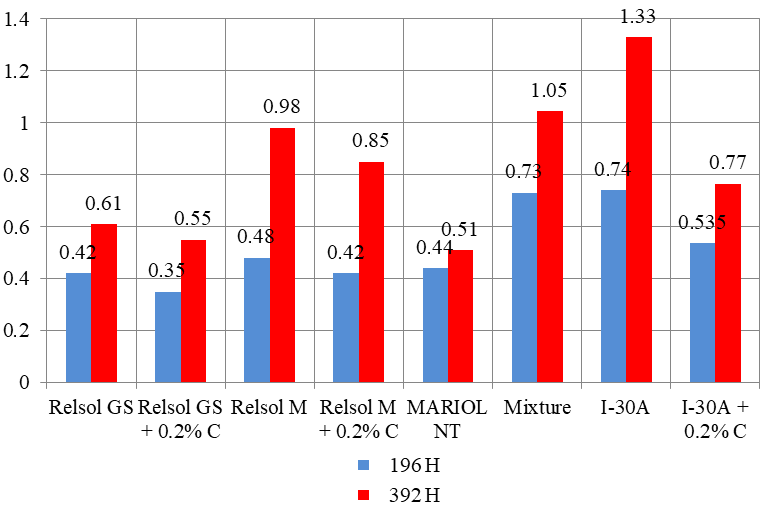 1.4
1.2
1
0.8
0.6
0.4
0.2
0
0.42
0.61
0.35
0.55
0.48
0.98
0.42
0.85
0.44
0.51
0.73
1.05
0.74
1.33
0.535
0.77
Relsol GS
Relsol GS
+ 0.2% C
Relsol M
Relsol M
+ 0.2% C
MARIOL
NT
Mixture
I-30A
I-30A +
0.2% C
196 H
392 H